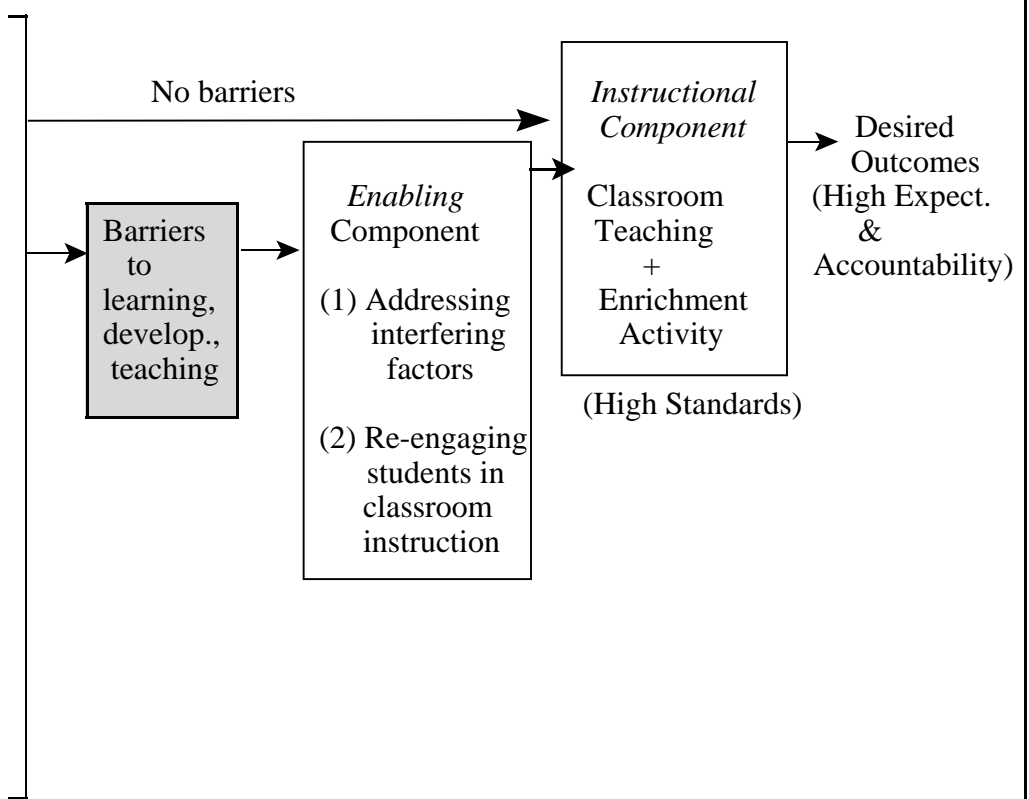 No barriers
Barriers
to
learning,
develop.,
teaching
Enabling
Component
(1) Addressing
interfering
factors
(2) Re-engaging
students in
classroom
instruction
Instructional
Component
Classroom
Teaching
+
Enrichment
Activity
(High Standards)
Desired
Outcomes
(High Expect.
&
Accountability)